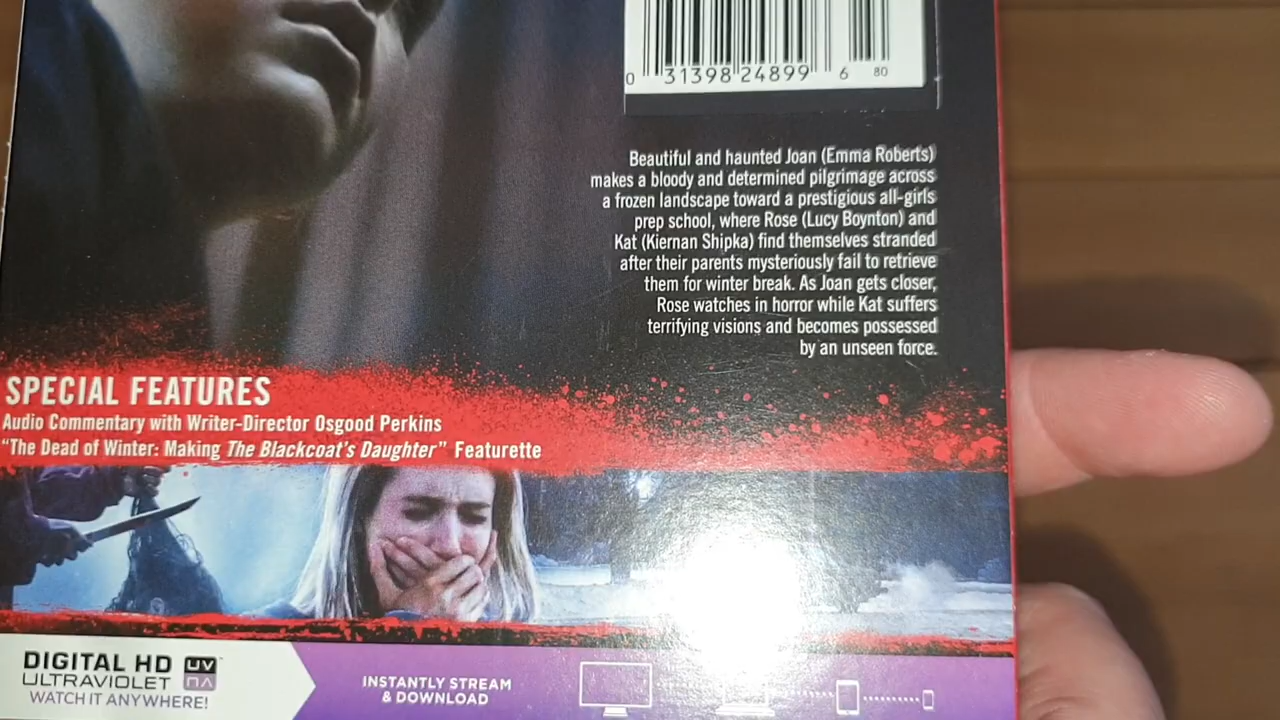 0 31398 24899 6 80
Beautiful and haunted Joan (Emma Roberts)
makes a bloody and determined pilgrimage across
a frozen landscape toward a prestigious all-girls
prep school, where Rose (Lucy Boynton) and
Kat (Kiernan Shipka) find themselves stranded
after their parents mysteriously fail to retrieve
them for winter break. As Joan gets closer,
Rose watches in horror while Kat suffers
terrifying visions and becomes possessed
by an unseen force.
SPECIAL FEATURES
Audio Commentary with Writer-Director Osgood Perkins
“The Dead of Winter: Making The Blackcoat's Daughter” Featurette
DIGITAL HD UV
ULTRAVIOLET
WATCH IT ANYWHERE!
INSTANTLY STREAM
& DOWNLOAD